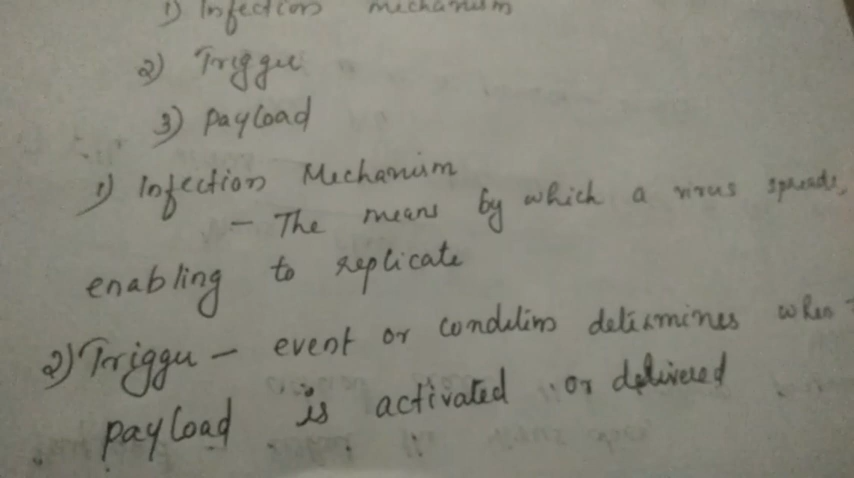 1) Infection mechanism
2) Trigger
3) Payload
1) Infection Mechanism
- The means by which a virus spreads,
enabling to replicate
2) Trigger - event or condition determines when
payload is activated or delivered